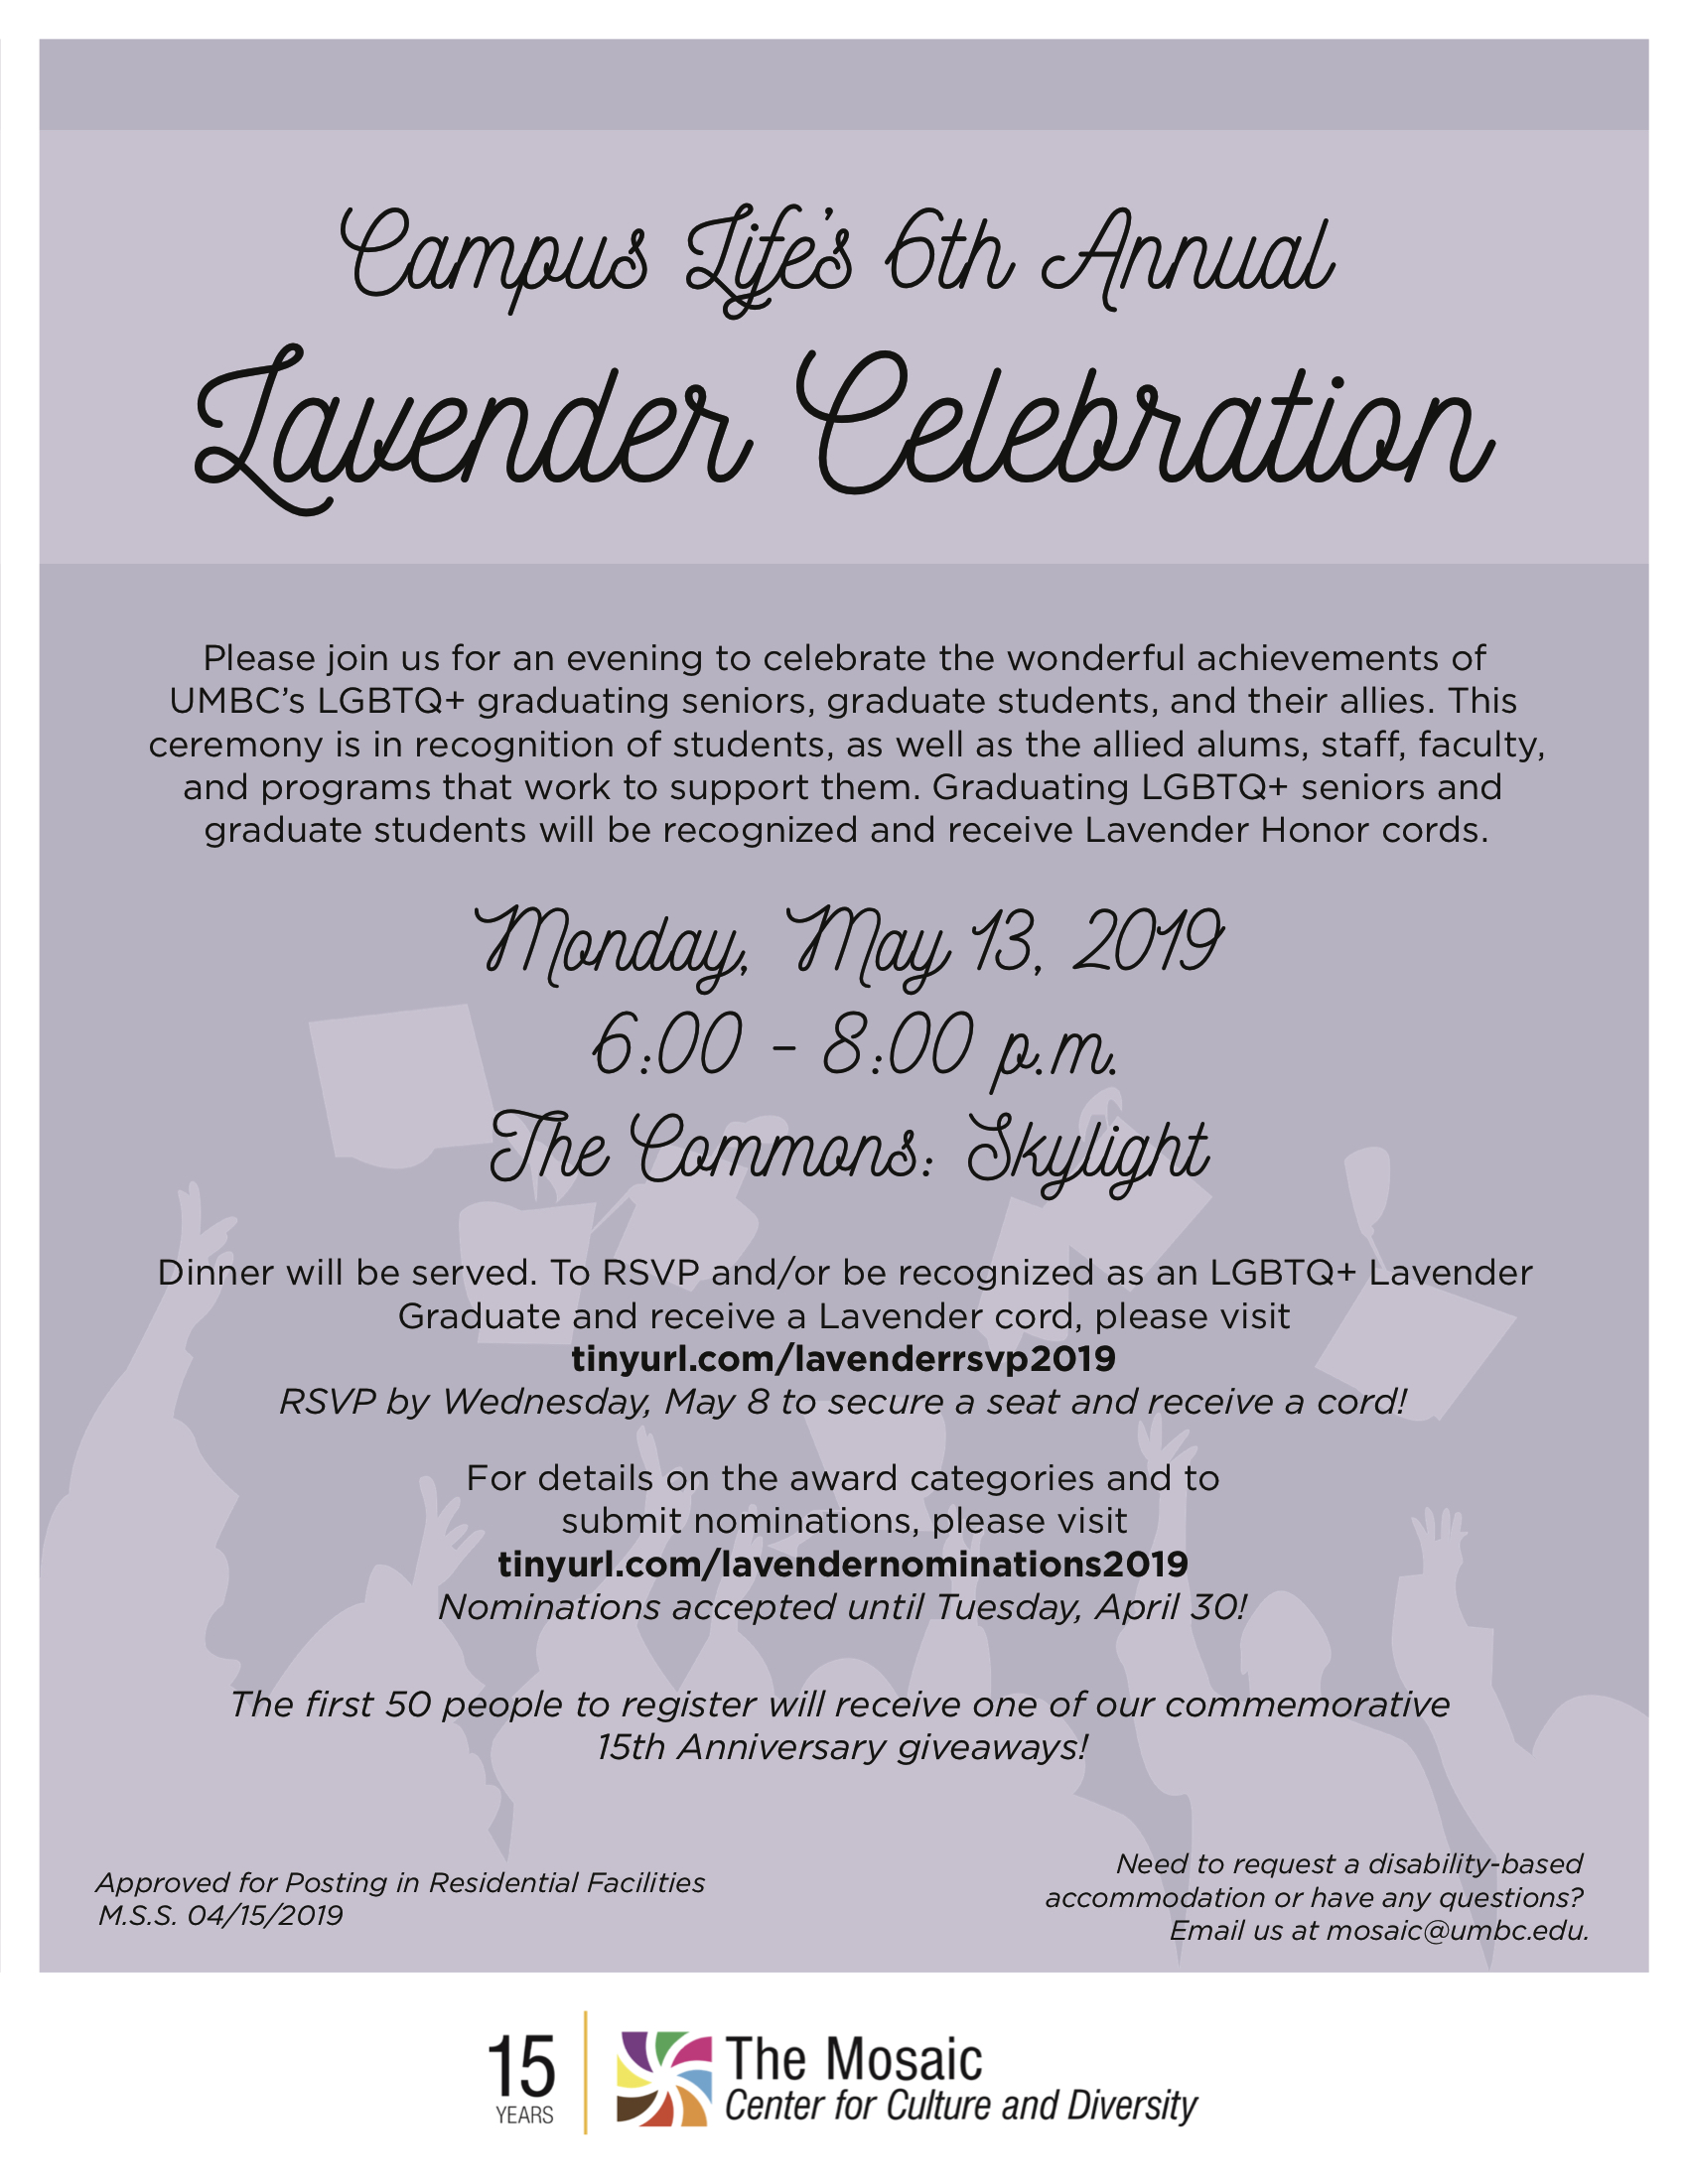 Campus Life's 6th Annual
Lavender Celebration
Please join us for an evening to celebrate the wonderful achievements of
UMBC's LGBTQ+ graduating seniors, graduate students, and their allies. This
ceremony is in recognition of students, as well as the allied alums, staff, faculty,
and programs that work to support them. Graduating LGBTQ+ seniors and
graduate students will be recognized and receive Lavender Honor cords.
Monday, May 13, 2019
6:00 - 8:00 p.m.
The Commons: Skylight
Dinner will be served. To RSVP and/or be recognized as an LGBTQ+ Lavender
Graduate and receive a Lavender cord, please visit
tinyurl.com/lavenderrsvp2019
RSVP by Wednesday, May 8 to secure a seat and receive a cord!
For details on the award categories and to
submit nominations, please visit
tinyurl.com/lavendernominations2019
Nominations accepted until Tuesday, April 30!
The first 50 people to register will receive one of our commemorative
15th Anniversary giveaways!
Approved for Posting in Residential Facilities
M.S.S. 04/15/2019
Need to request a disability-based
accommodation or have any questions?
Email us at mosaic@umbc.edu.
15
YEARS
The Mosaic
Center for Culture and Diversity